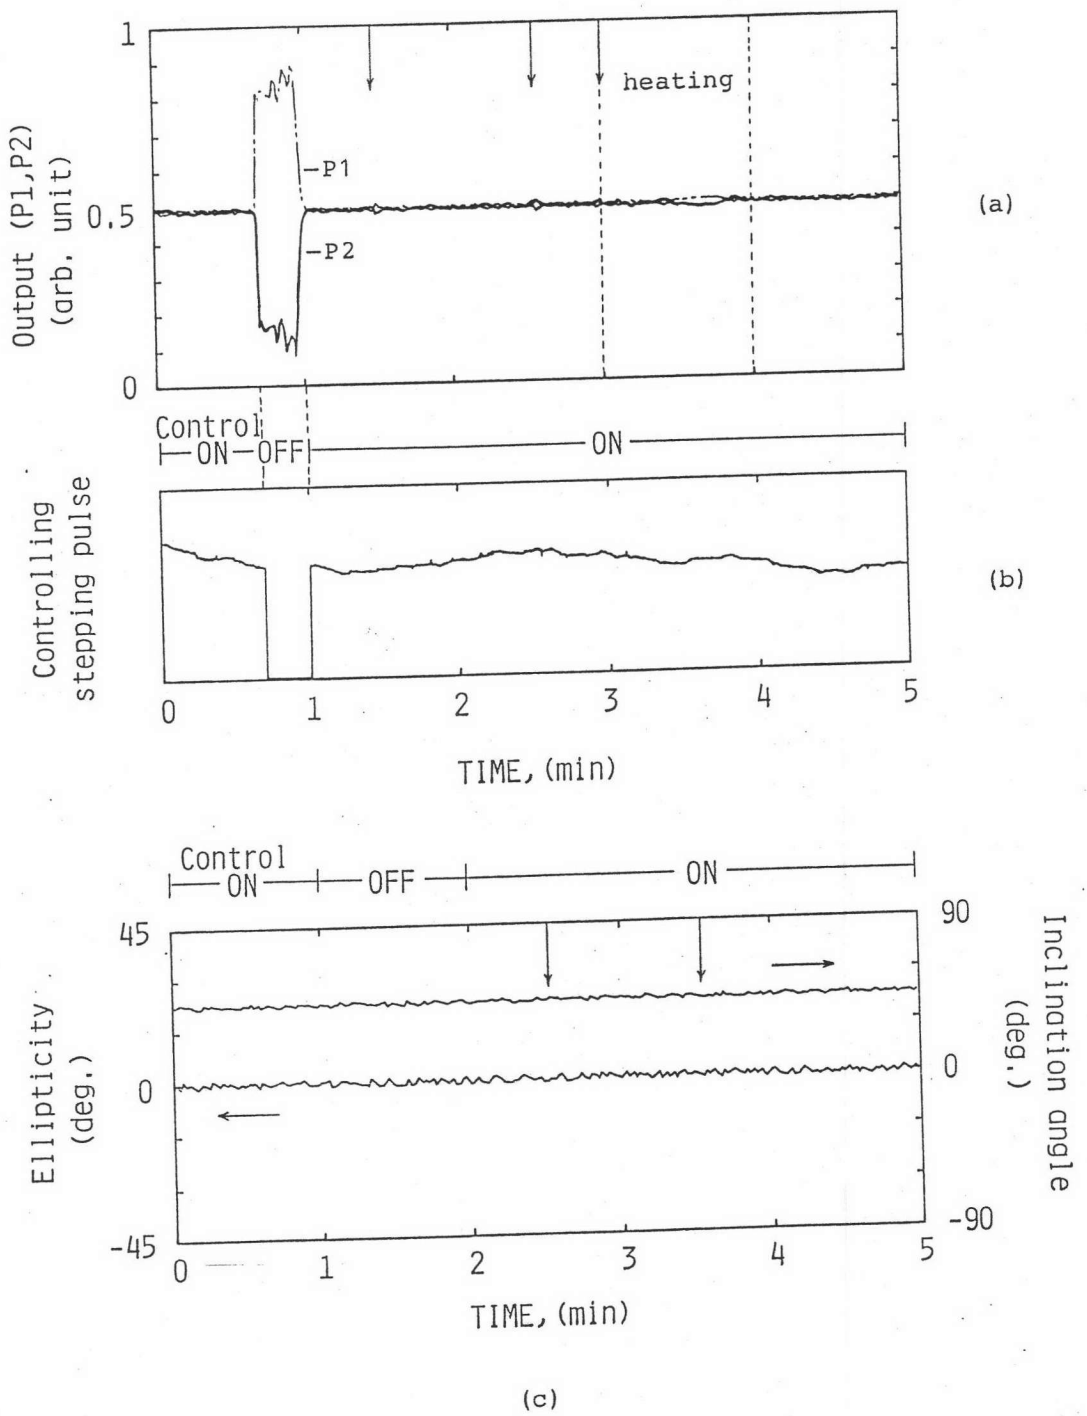 1
heating
P1
0.5
P2
0
Output (P1,P2)
(arb. unit)
(a)
Control
ON OFF ON
Controlling
stepping pulse
(b)
0 1 2 3 4 5
TIME, (min)
Control
ON OFF ON
45 90
0 0
-45 -90
Ellipticity
(deg.)
Inclination angle
(deg.)
0 1 2 3 4 5
TIME, (min)
(c)